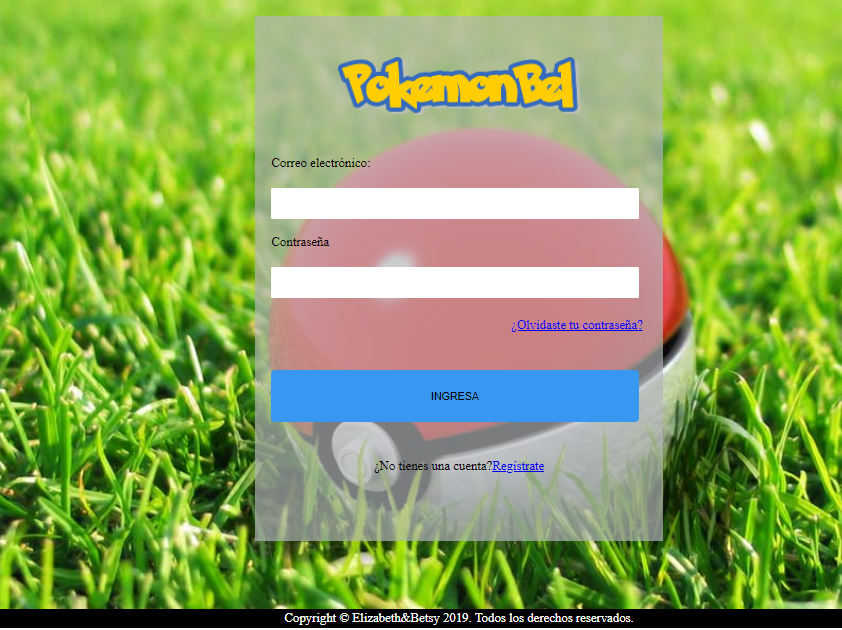 PokemonBel
Correo electrónico:
Contraseña
¿Olvidaste tu contraseña?
INGRESA
¿No tienes una cuenta?Regístrate
Copyright © Elizabeth&Betsy 2019. Todos los derechos reservados.